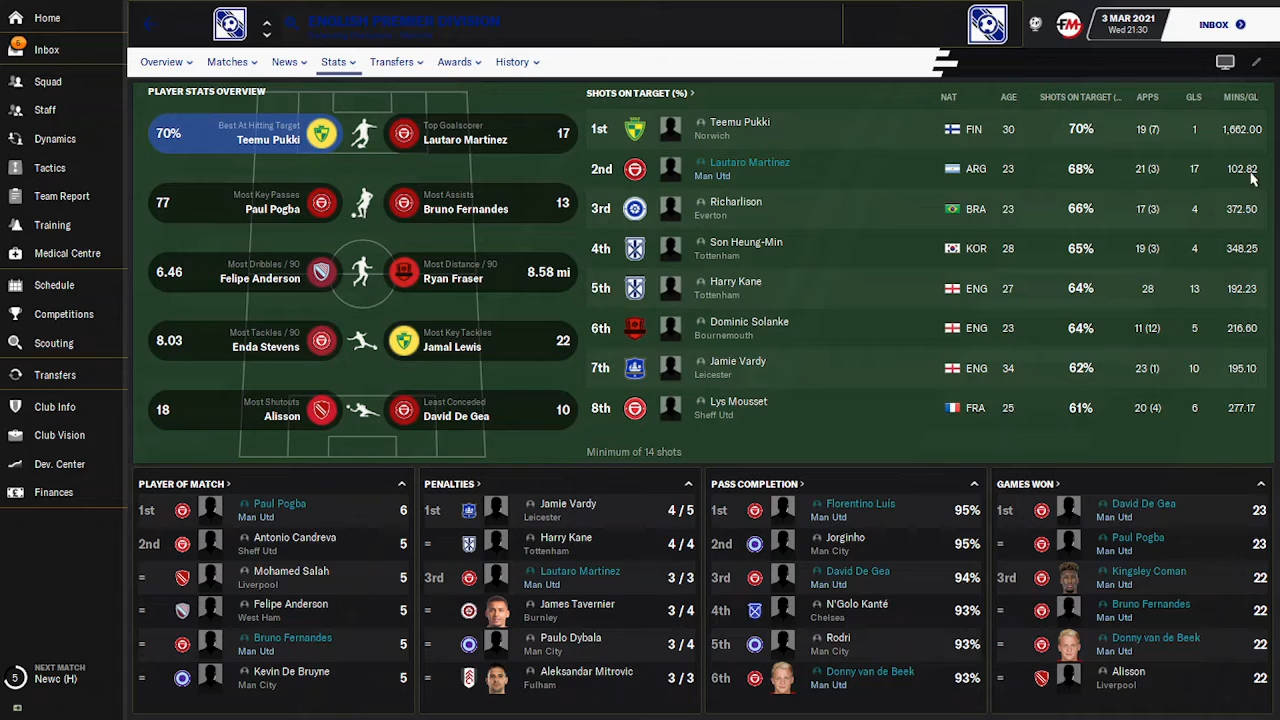 Home
ENGLISH PREMIER DIVISION
3 MAR 2021
Wed 21:30
INBOX
FM
6
Inbox
Overview Matches News Stats Transfers Awards History
Squad
Staff
Dynamics
Tactics
Team Report
Training
Medical Centre
Schedule
Competitions
Scouting
Transfers
Club Info
Club Vision
Dev. Center
Finances
5
NEXT MATCH
Newc (H)
PLAYER STATS OVERVIEW
70% Best At Hitting Target Top Goalscorer 17
Teemu Pukki Lautaro Martínez
77 Most Key Passes Most Assists 13
Paul Pogba Bruno Fernandes
6.46 Most Dribbles / 90 Most Distance / 90 8.58 mi
Felipe Anderson Ryan Fraser
8.03 Most Tackles / 90 Most Key Tackles 22
Enda Stevens Jamal Lewis
18 Most Shutouts Least Conceded 10
Alisson David De Gea
SHOTS ON TARGET (%) NAT AGE SHOTS ON TARGET (... APPS GLS MINS/GL
1st Teemu Pukki FIN 30 70% 19 (7) 1 1,662.00
Norwich
2nd Lautaro Martínez ARG 23 68% 21 (3) 17 102.82
Man Utd
3rd Richarlison BRA 23 66% 17 (3) 4 372.50
Everton
4th Son Heung-Min KOR 28 65% 19 (3) 4 348.25
Tottenham
5th Harry Kane ENG 27 64% 28 13 192.23
Tottenham
6th Dominic Solanke ENG 23 64% 11 (12) 5 216.60
Bournemouth
7th Jamie Vardy ENG 34 62% 23 (1) 10 195.10
Leicester
8th Lys Mousset FRA 25 61% 20 (4) 6 277.17
Sheff Utd
Minimum of 14 shots
PLAYER OF MATCH
1st Paul Pogba 6
Man Utd
2nd Antonio Candreva 5
Sheff Utd
= Mohamed Salah 5
Liverpool
= Felipe Anderson 5
West Ham
= Bruno Fernandes 5
Man Utd
= Kevin De Bruyne 5
Man City
PENALTIES
1st Jamie Vardy 4 / 5
Leicester
= Harry Kane 4 / 4
Tottenham
3rd Lautaro Martínez 3 / 3
Man Utd
= James Tavernier 3 / 4
Burnley
= Paulo Dybala 3 / 4
Man City
= Aleksandar Mitrovic 3 / 3
Fulham
PASS COMPLETION
1st Florentino Luis 95%
Man Utd
2nd Jorginho 95%
Man City
3rd David De Gea 94%
Man Utd
4th N'Golo Kanté 93%
Chelsea
5th Rodri 93%
Man City
6th Donny van de Beek 93%
Man Utd
GAMES WON
1st David De Gea 23
Man Utd
= Paul Pogba 23
Man Utd
3rd Kingsley Coman 22
Man Utd
= Bruno Fernandes 22
Man Utd
= Donny van de Beek 22
Man Utd
= Alisson 22
Liverpool